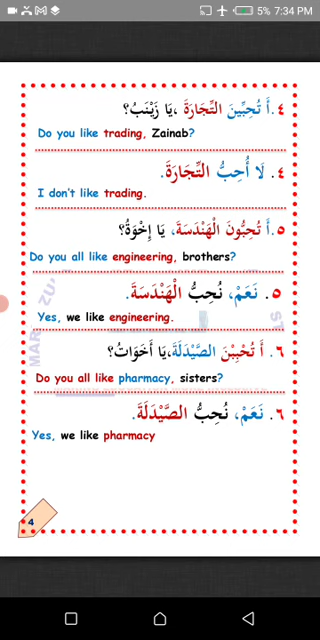 5% 7:34 PM
٤. أَ تُحِبِّينَ التِّجَارَةَ ،يَا زَيْنَبُ؟
Do you like trading, Zainab?
٤. لَا أُحِبُّ التِّجَارَةَ.
I don't like trading.
٥. أَ تُحِبُّونَ الْهَنْدَسَةَ، يَا إِخْوَةُ؟
Do you all like engineering, brothers?
٥. نَعَمْ، نُحِبُّ الْهَنْدَسَةَ.
Yes, we like engineering.
٦. أَ تُحْبِبْنَ الصَّيْدَلَةَ،يَا أَخَوَاتُ؟
Do you all like pharmacy, sisters?
٦. نَعَمْ، نُحِبُّ الصَّيْدَلَةَ.
Yes, we like pharmacy
4